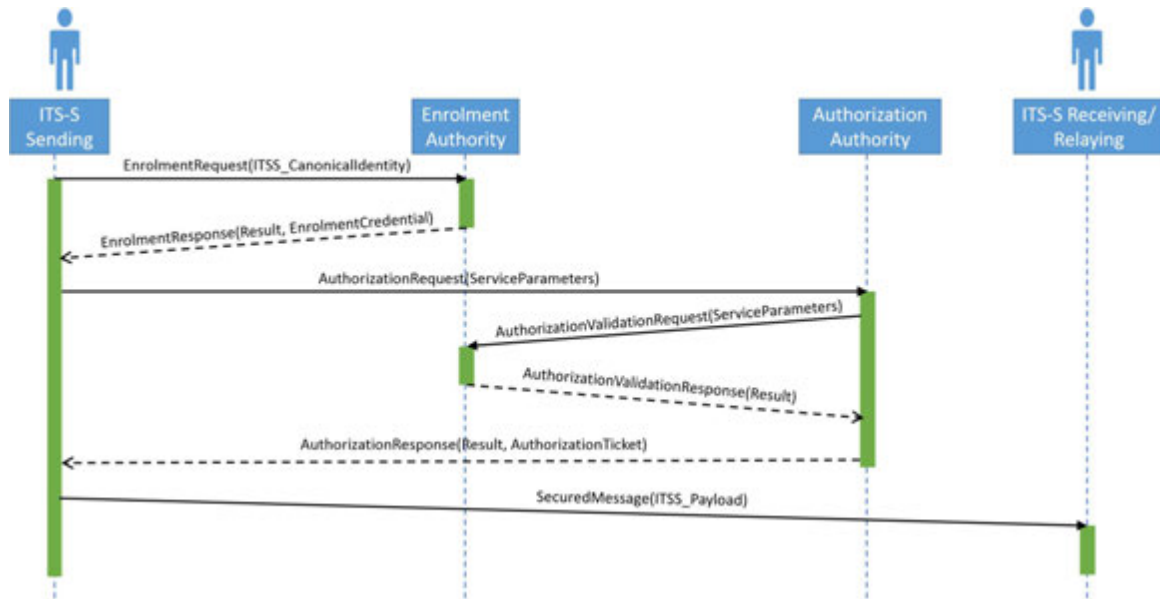 ITS-S
Sending
Enrolment
Authority
Authorization
Authority
ITS-S Receiving/
Relaying
EnrolmentRequest(ITSS_CanonicalIdentity)
EnrolmentResponse(Result, EnrolmentCredential)
AuthorizationRequest(ServiceParameters)
AuthorizationValidationRequest(ServiceParameters)
AuthorizationValidationResponse(Result)
AuthorizationResponse(Result, AuthorizationTicket)
SecuredMessage(ITSS_Payload)